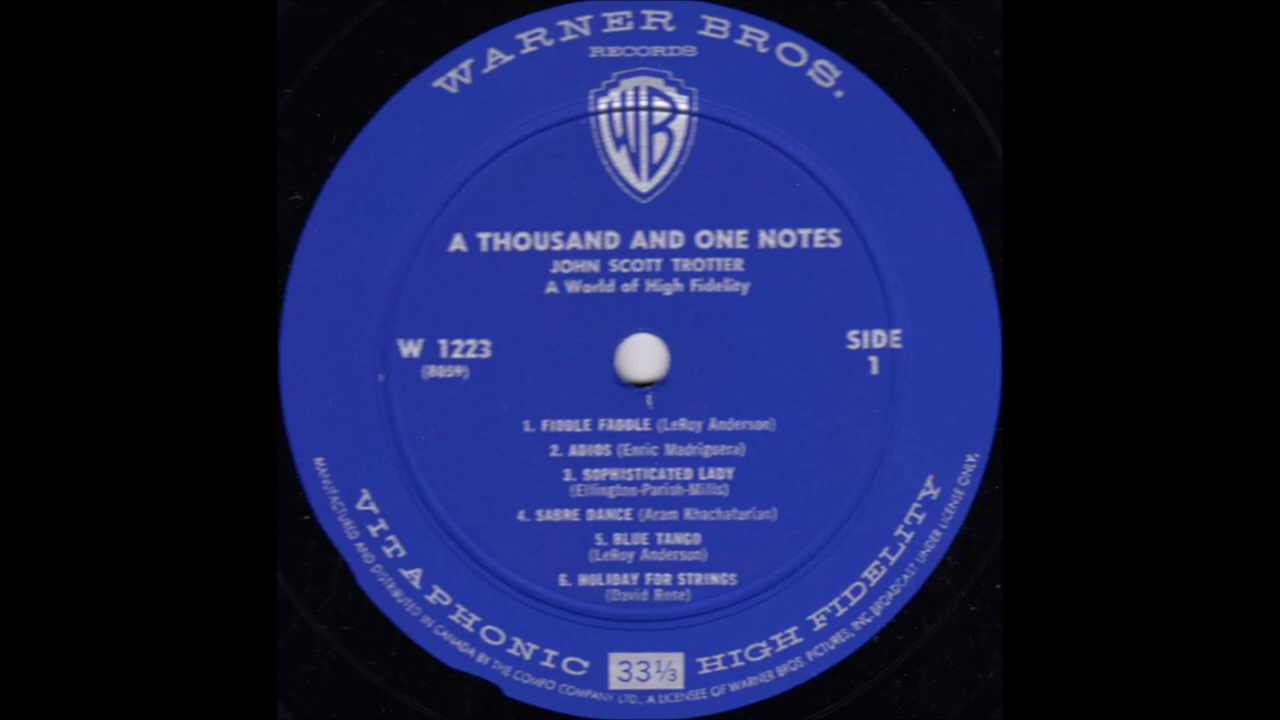 WARNER BROS.
RECORDS
WB
A THOUSAND AND ONE NOTES
JOHN SCOTT TROTTER
A World of High Fidelity
W 1223
(8059)
SIDE
1
1. FIDDLE FADDLE (LeRoy Anderson)
2. ADIOS (Enric Madriguera)
3. SOPHISTICATED LADY
(Ellington-Parish-Mills)
4. SABRE DANCE (Aram Khachaturian)
5. BLUE TANGO
(LeRoy Anderson)
6. HOLIDAY FOR STRINGS
(David Rose)
VITAPHONIC 33⅓ HIGH FIDELITY
MANUFACTURED AND DISTRIBUTED IN CANADA BY THE COMPO COMPANY LTD., A LICENSEE OF WARNER BROS. PICTURES, INC. BROADCAST UNDER LICENSE ONLY.